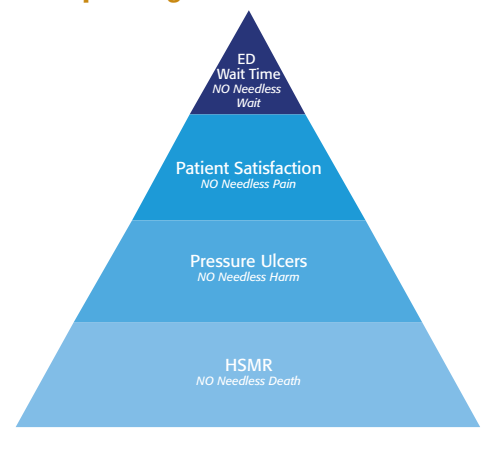 ED
Wait Time
NO Needless
Wait
Patient Satisfaction
NO Needless Pain
Pressure Ulcers
NO Needless Harm
HSMR
NO Needless Death